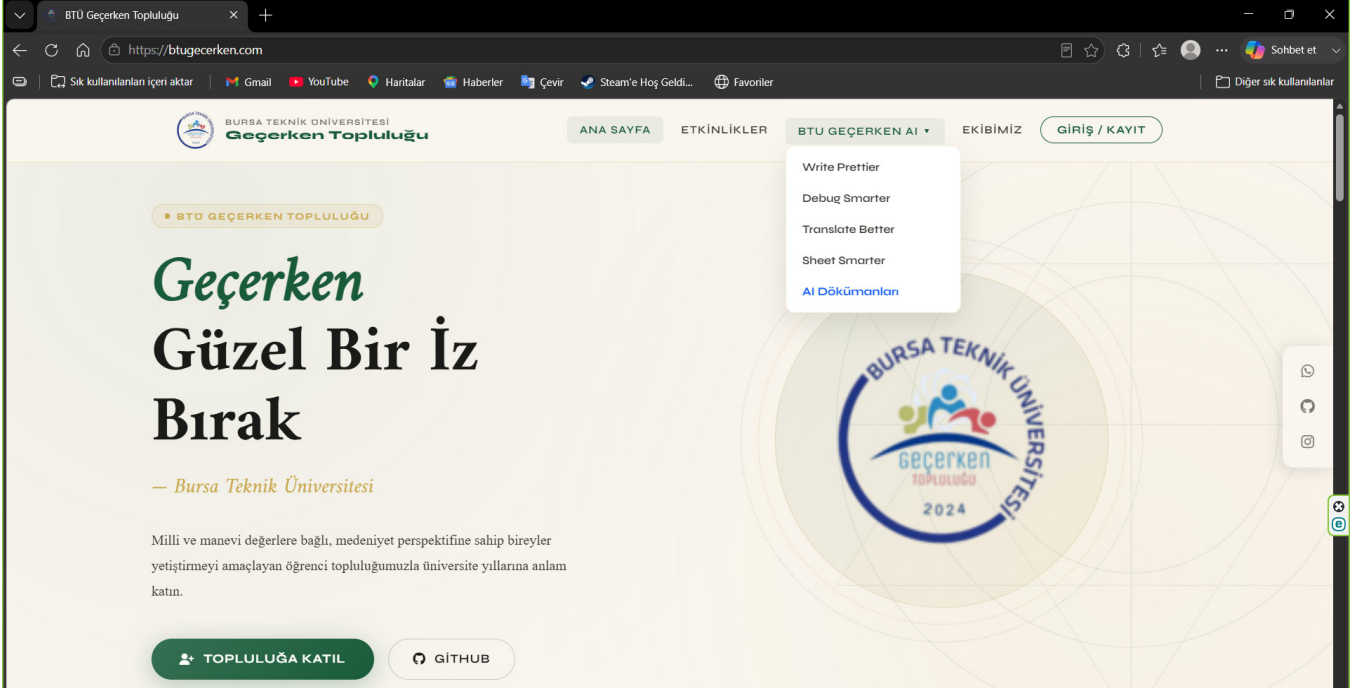 BTÜ Geçerken Topluluğu
https://btugecerken.com
Sohbet et
Sık kullanılanları içeri aktar
Gmail
YouTube
Haritalar
Haberler
Çevir
Steam'e Hoş Geldi...
Favoriler
Diğer sık kullanılanlar
BURSA TEKNİK ÜNİVERSİTESİ
Geçerken Topluluğu
ANA SAYFA
ETKİNLİKLER
BTU GEÇERKEN AI ▾
EKİBİMİZ
GİRİŞ / KAYIT
Write Prettier
Debug Smarter
Translate Better
Sheet Smarter
AI Dökümanları
• BTÜ GEÇERKEN TOPLULUĞU
Geçerken
Güzel Bir İz
Bırak
— Bursa Teknik Üniversitesi
Milli ve manevi değerlere bağlı, medeniyet perspektifine sahip bireyler
yetiştirmeyi amaçlayan öğrenci topluluğumuzla üniversite yıllarına anlam
katın.
TOPLULUĞA KATIL
GİTHUB
BURSA TEKNİK ÜNİVERSİTESİ
GEÇERKEN
TOPLULUĞU
2024